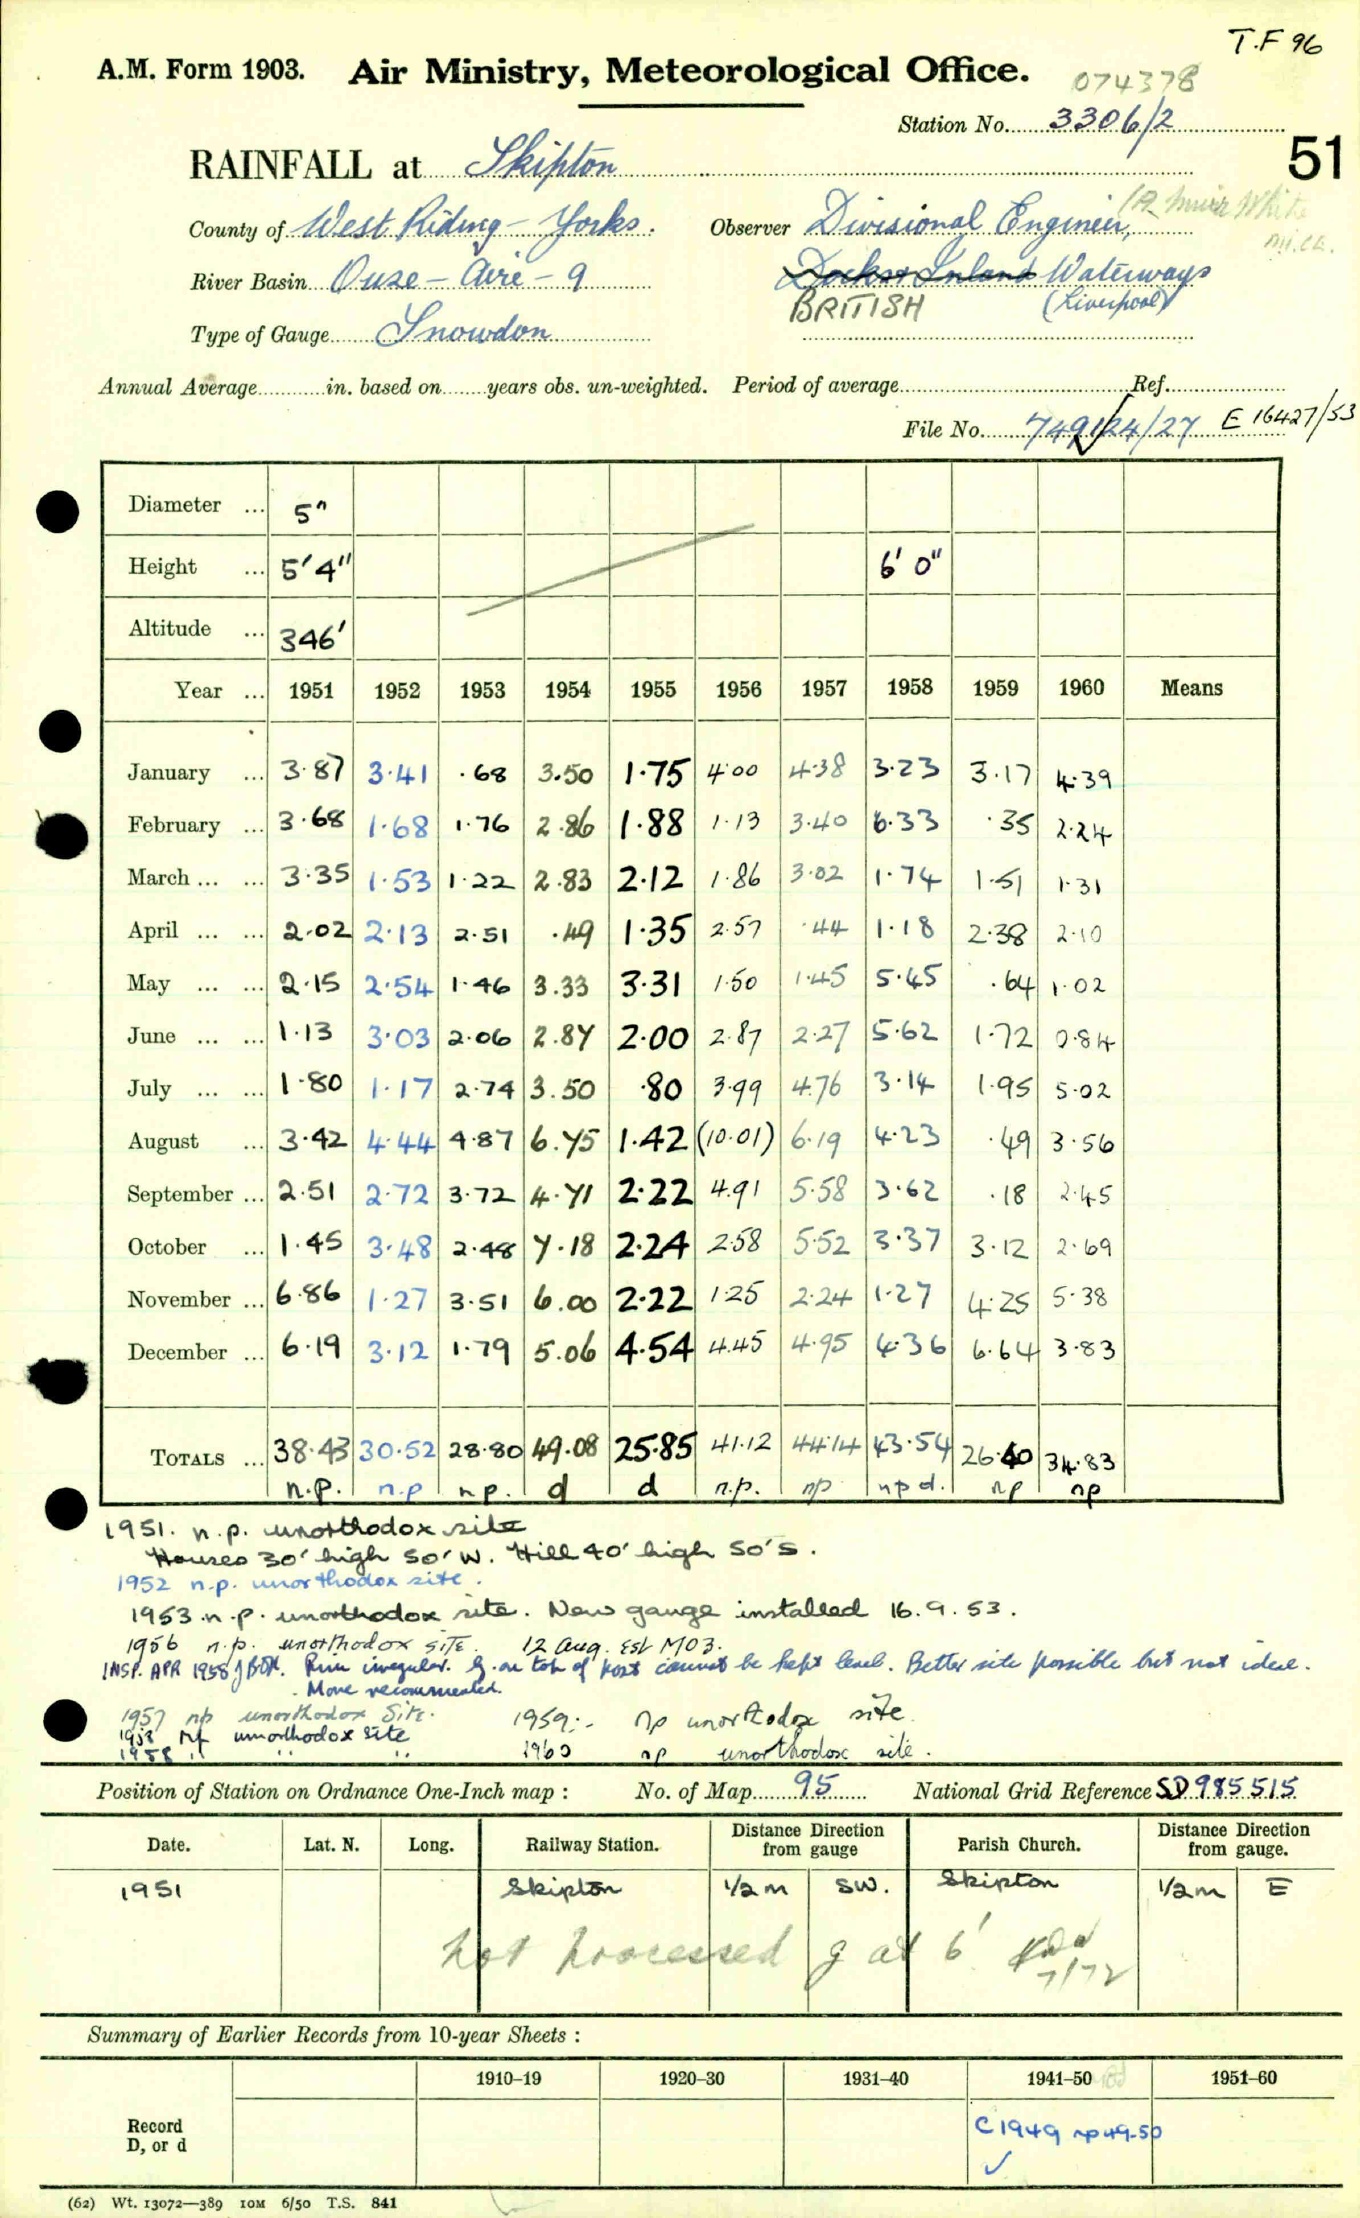 T.F 96
A.M. Form 1903. Air Ministry, Meteorological Office.
074378
Station No. 3306/2
51
RAINFALL at Skipton
County of West Riding - Yorks. Observer Divisional Engineer, (A Muir White
M.I.C.E.
River Basin Ouse - Aire - 9 Docks & Inland Waterways
BRITISH (Liverpool)
Type of Gauge Snowdon
Annual Average in. based on years obs. un-weighted. Period of average Ref.
File No. 749124/27 E 16427/53
Diameter ... 5"
Height ... 5'4" 6'0"
Altitude ... 346'
Year ... 1951 1952 1953 1954 1955 1956 1957 1958 1959 1960 Means
January ... 3.87 3.41 .68 3.50 1.75 4.00 4.38 3.23 3.17 4.39
February ... 3.68 1.68 1.76 2.86 1.88 1.13 3.40 6.33 .35 2.24
March ... ... 3.35 1.53 1.22 2.83 2.12 1.86 3.02 1.74 1.51 1.31
April ... ... 2.02 2.13 2.51 .49 1.35 2.57 .44 1.18 2.38 2.10
May ... ... 2.15 2.54 1.46 3.33 3.31 1.50 1.45 5.45 .64 1.02
June ... ... 1.13 3.03 2.06 2.87 2.00 2.87 2.27 5.62 1.72 0.84
July ... ... 1.80 1.17 2.74 3.50 .80 3.99 4.76 3.14 1.95 5.02
August ... 3.42 4.44 4.87 6.75 1.42 (10.01) 6.19 4.23 .49 3.56
September ... 2.51 2.72 3.72 4.71 2.22 4.91 5.58 3.62 .18 2.45
October ... 1.45 3.48 2.48 7.18 2.24 2.58 5.52 3.37 3.12 2.69
November ... 6.86 1.27 3.51 6.00 2.22 1.25 2.24 1.27 4.25 5.38
December ... 6.19 3.12 1.79 5.06 4.54 4.45 4.95 4.36 6.64 3.83
TOTALS ... 38.43 30.52 28.80 49.08 25.85 41.12 44.14 43.54 26.40 34.83
n.p. n.p n.p. d d n.p. np np d. np np
1951. n.p. unorthodox site
Houses 30' high 50' W. Hill 40' high 50' S.
1952 n.p. unorthodox site.
1953 n.p. unorthodox site. New gauge installed 16.9.53.
1956 n.p. unorthodox site. 12 Aug. Est MO3.
INSP. APR 1958 Rim irregular. G. on top of post cannot be kept level. Better site possible but not ideal.
Move recommended.
1957 np unorthodox site. 1959:- np unorthodox site
1958 np unorthodox site
1958 " " " 1960 np unorthodox site.
Position of Station on Ordnance One-Inch map : No. of Map 95 National Grid Reference SD 985515
Date. Lat. N. Long. Railway Station. Distance Direction from gauge Parish Church. Distance Direction from gauge.
1951 Skipton 1/2 m SW. Skipton 1/2 m E
Not processed g at 6'
7/72
Summary of Earlier Records from 10-year Sheets :
1910–19 1920–30 1931–40 1941–50 1951–60
Record
D, or d
C1949 np 49-50
✓
(62) Wt. 13072—389 10M 6/50 T.S. 841